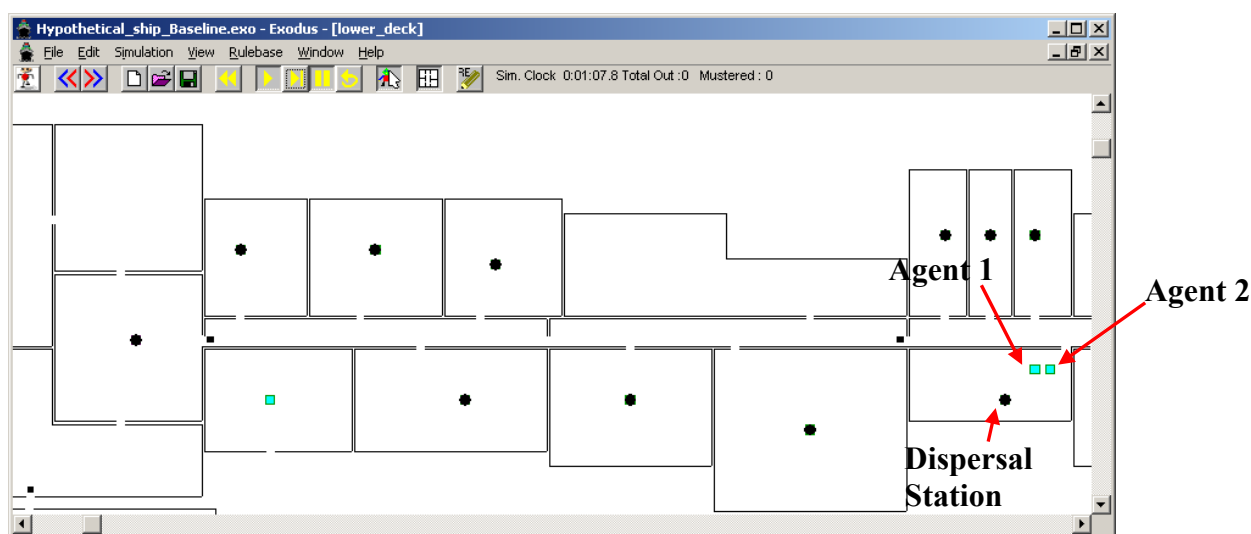 Hypothetical_ship_Baseline.exo - Exodus - [lower_deck]
File Edit Simulation View Rulebase Window Help
Sim. Clock 0:01:07.8 Total Out :0 Mustered : 0
Agent 1
Agent 2
Dispersal
Station